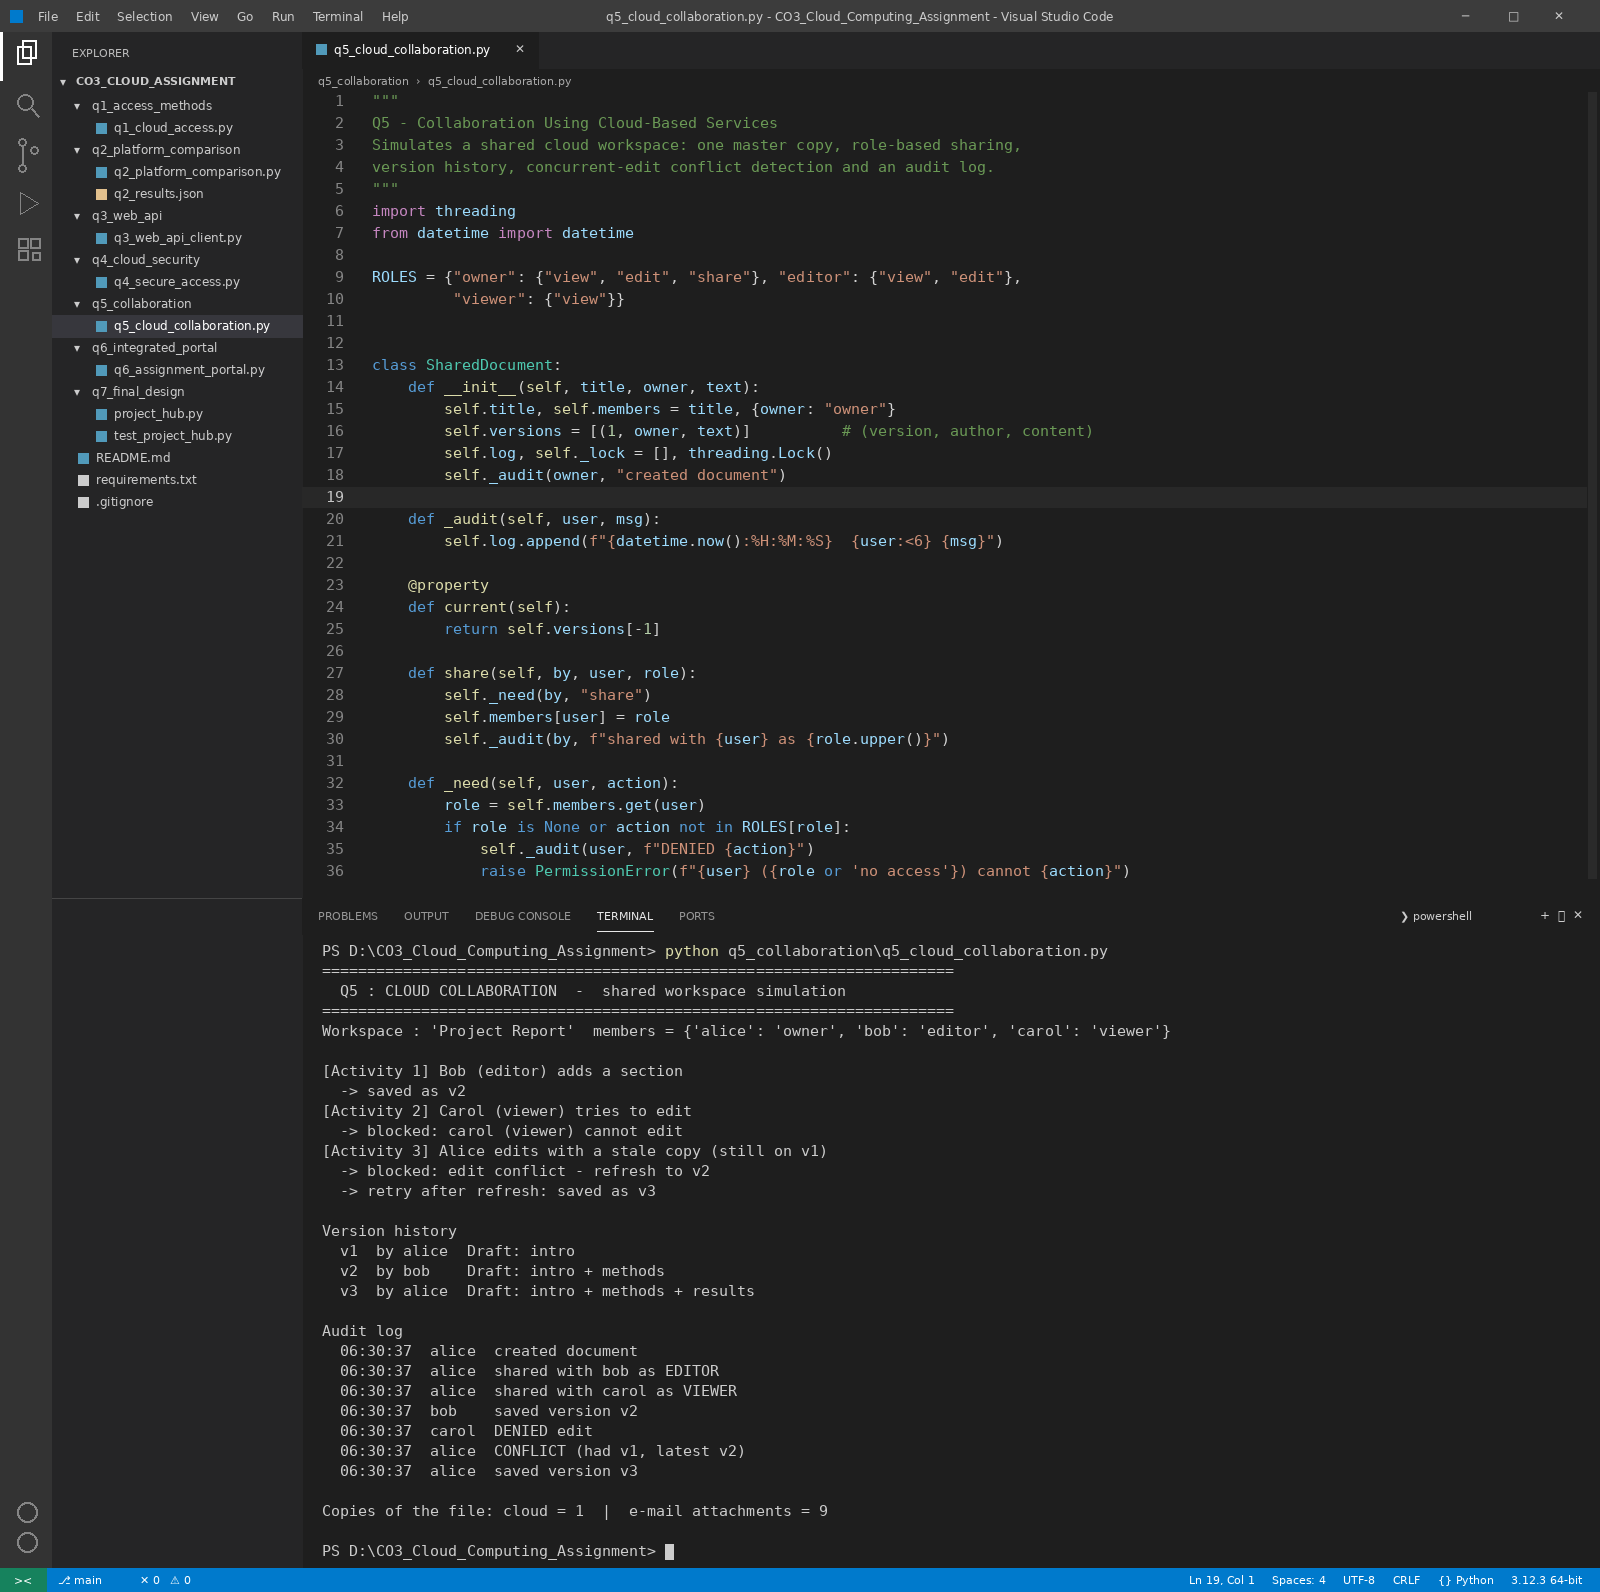 File Edit Selection View Go Run Terminal Help q5_cloud_collaboration.py - CO3_Cloud_Computing_Assignment - Visual Studio Code
EXPLORER
CO3_CLOUD_ASSIGNMENT
q1_access_methods
q1_cloud_access.py
q2_platform_comparison
q2_platform_comparison.py
q2_results.json
q3_web_api
q3_web_api_client.py
q4_cloud_security
q4_secure_access.py
q5_collaboration
q5_cloud_collaboration.py
q6_integrated_portal
q6_assignment_portal.py
q7_final_design
project_hub.py
test_project_hub.py
README.md
requirements.txt
.gitignore
q5_cloud_collaboration.py ×
q5_collaboration › q5_cloud_collaboration.py
1 """
2 Q5 - Collaboration Using Cloud-Based Services
3 Simulates a shared cloud workspace: one master copy, role-based sharing,
4 version history, concurrent-edit conflict detection and an audit log.
5 """
6 import threading
7 from datetime import datetime
8
9 ROLES = {"owner": {"view", "edit", "share"}, "editor": {"view", "edit"},
10          "viewer": {"view"}}
11
12
13 class SharedDocument:
14     def __init__(self, title, owner, text):
15         self.title, self.members = title, {owner: "owner"}
16         self.versions = [(1, owner, text)]          # (version, author, content)
17         self.log, self._lock = [], threading.Lock()
18         self._audit(owner, "created document")
19
20     def _audit(self, user, msg):
21         self.log.append(f"{datetime.now():%H:%M:%S}  {user:<6} {msg}")
22
23     @property
24     def current(self):
25         return self.versions[-1]
26
27     def share(self, by, user, role):
28         self._need(by, "share")
29         self.members[user] = role
30         self._audit(by, f"shared with {user} as {role.upper()}")
31
32     def _need(self, user, action):
33         role = self.members.get(user)
34         if role is None or action not in ROLES[role]:
35             self._audit(user, f"DENIED {action}")
36             raise PermissionError(f"{user} ({role or 'no access'}) cannot {action}")
PROBLEMS OUTPUT DEBUG CONSOLE TERMINAL PORTS ❯ powershell + ▯ ✕
PS D:\CO3_Cloud_Computing_Assignment> python q5_collaboration\q5_cloud_collaboration.py
======================================================================
  Q5 : CLOUD COLLABORATION  -  shared workspace simulation
======================================================================
Workspace : 'Project Report'  members = {'alice': 'owner', 'bob': 'editor', 'carol': 'viewer'}
[Activity 1] Bob (editor) adds a section
  -> saved as v2
[Activity 2] Carol (viewer) tries to edit
  -> blocked: carol (viewer) cannot edit
[Activity 3] Alice edits with a stale copy (still on v1)
  -> blocked: edit conflict - refresh to v2
  -> retry after refresh: saved as v3
Version history
  v1  by alice  Draft: intro
  v2  by bob    Draft: intro + methods
  v3  by alice  Draft: intro + methods + results
Audit log
  06:30:37  alice  created document
  06:30:37  alice  shared with bob as EDITOR
  06:30:37  alice  shared with carol as VIEWER
  06:30:37  bob    saved version v2
  06:30:37  carol  DENIED edit
  06:30:37  alice  CONFLICT (had v1, latest v2)
  06:30:37  alice  saved version v3
Copies of the file: cloud = 1  |  e-mail attachments = 9
PS D:\CO3_Cloud_Computing_Assignment>
>< main ✕ 0 ⚠ 0 Ln 19, Col 1 Spaces: 4 UTF-8 CRLF {} Python 3.12.3 64-bit